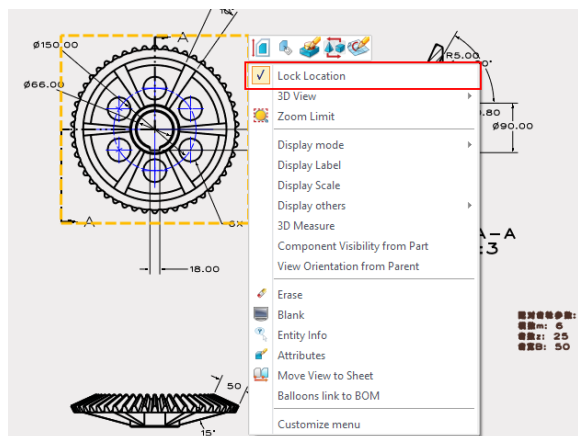 A
Ø150.00
R5.00
Lock Location
Ø66.00
3D View
Zoom Limit
Ø90.00
Display mode
Display Label
Display Scale
Display others
A
3D Measure
A-A
Component Visibility from Part
:3
View Orientation from Parent
18.00
Erase
Blank
Entity Info
m: 6
z: 25
Attributes
B: 50
Move View to Sheet
50
Balloons link to BOM
Customize menu
15°